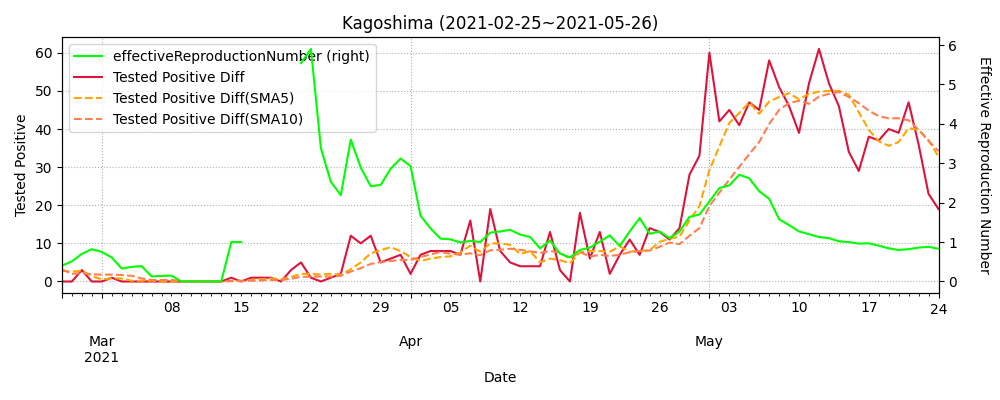 Kagoshima (2021-02-25~2021-05-26)
effectiveReproductionNumber (right)
Tested Positive Diff
Tested Positive Diff(SMA5)
Tested Positive Diff(SMA10)
Tested Positive
60
50
40
30
20
10
0
6
5
4
3
2
1
0
Effective Reproduction Number
08 15 22 29 05 12 19 26 03 10 17 24
Mar Apr May
2021
Date